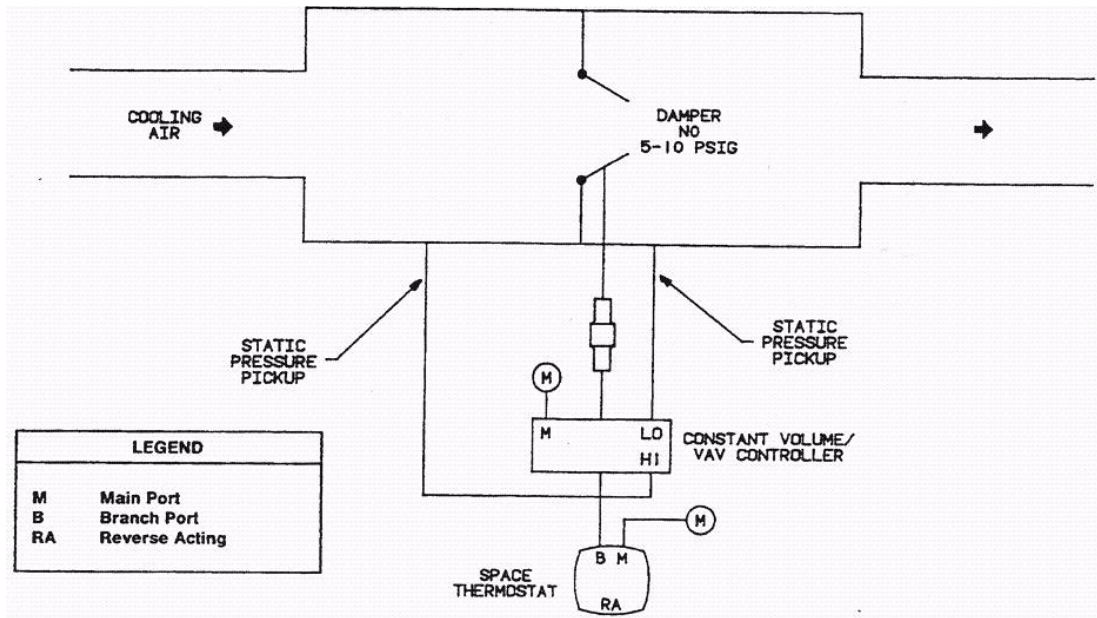 COOLING
AIR
DAMPER
NO
5-10 PSIG
STATIC
PRESSURE
PICKUP
STATIC
PRESSURE
PICKUP
M
M
LO
HI
CONSTANT VOLUME/
VAV CONTROLLER
LEGEND
M Main Port
B Branch Port
RA Reverse Acting
M
B M
RA
SPACE
THERMOSTAT